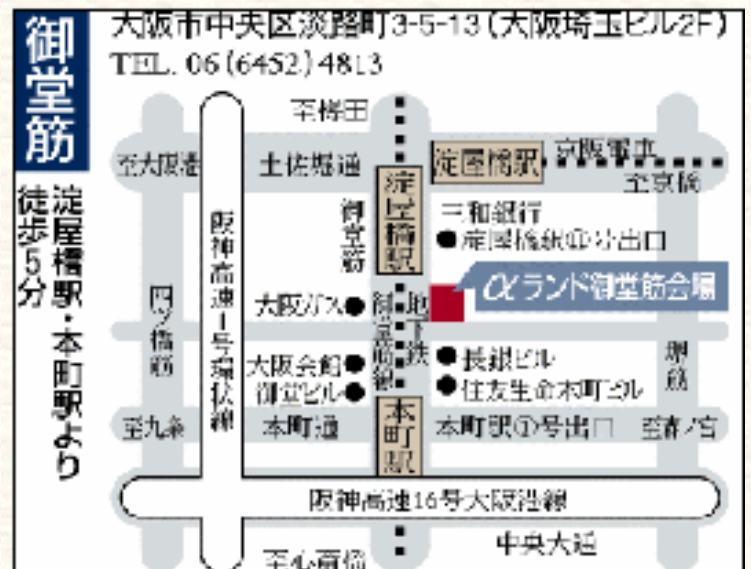 御堂筋
淀屋橋駅・本町駅より
徒歩5分
大阪市中央区淡路町3-5-13(大阪埼玉ビル2F)
TEL. 06(6452)4813
至梅田
至大阪港
土佐堀通
淀屋橋駅
京阪電車
至京橋
淀屋橋駅
御堂筋
三和銀行
阪神高速1号環状線
四ツ橋筋
大阪ガス●
御堂筋線
地下鉄
αランド御堂筋会場
大阪会館●
御堂ビル●
●長銀ビル
●住友生命本町ビル
堺筋
至九条
本町通
本町駅
本町駅①号出口
至森ノ宮
阪神高速16号大阪港線
中央大通
至心斎橋